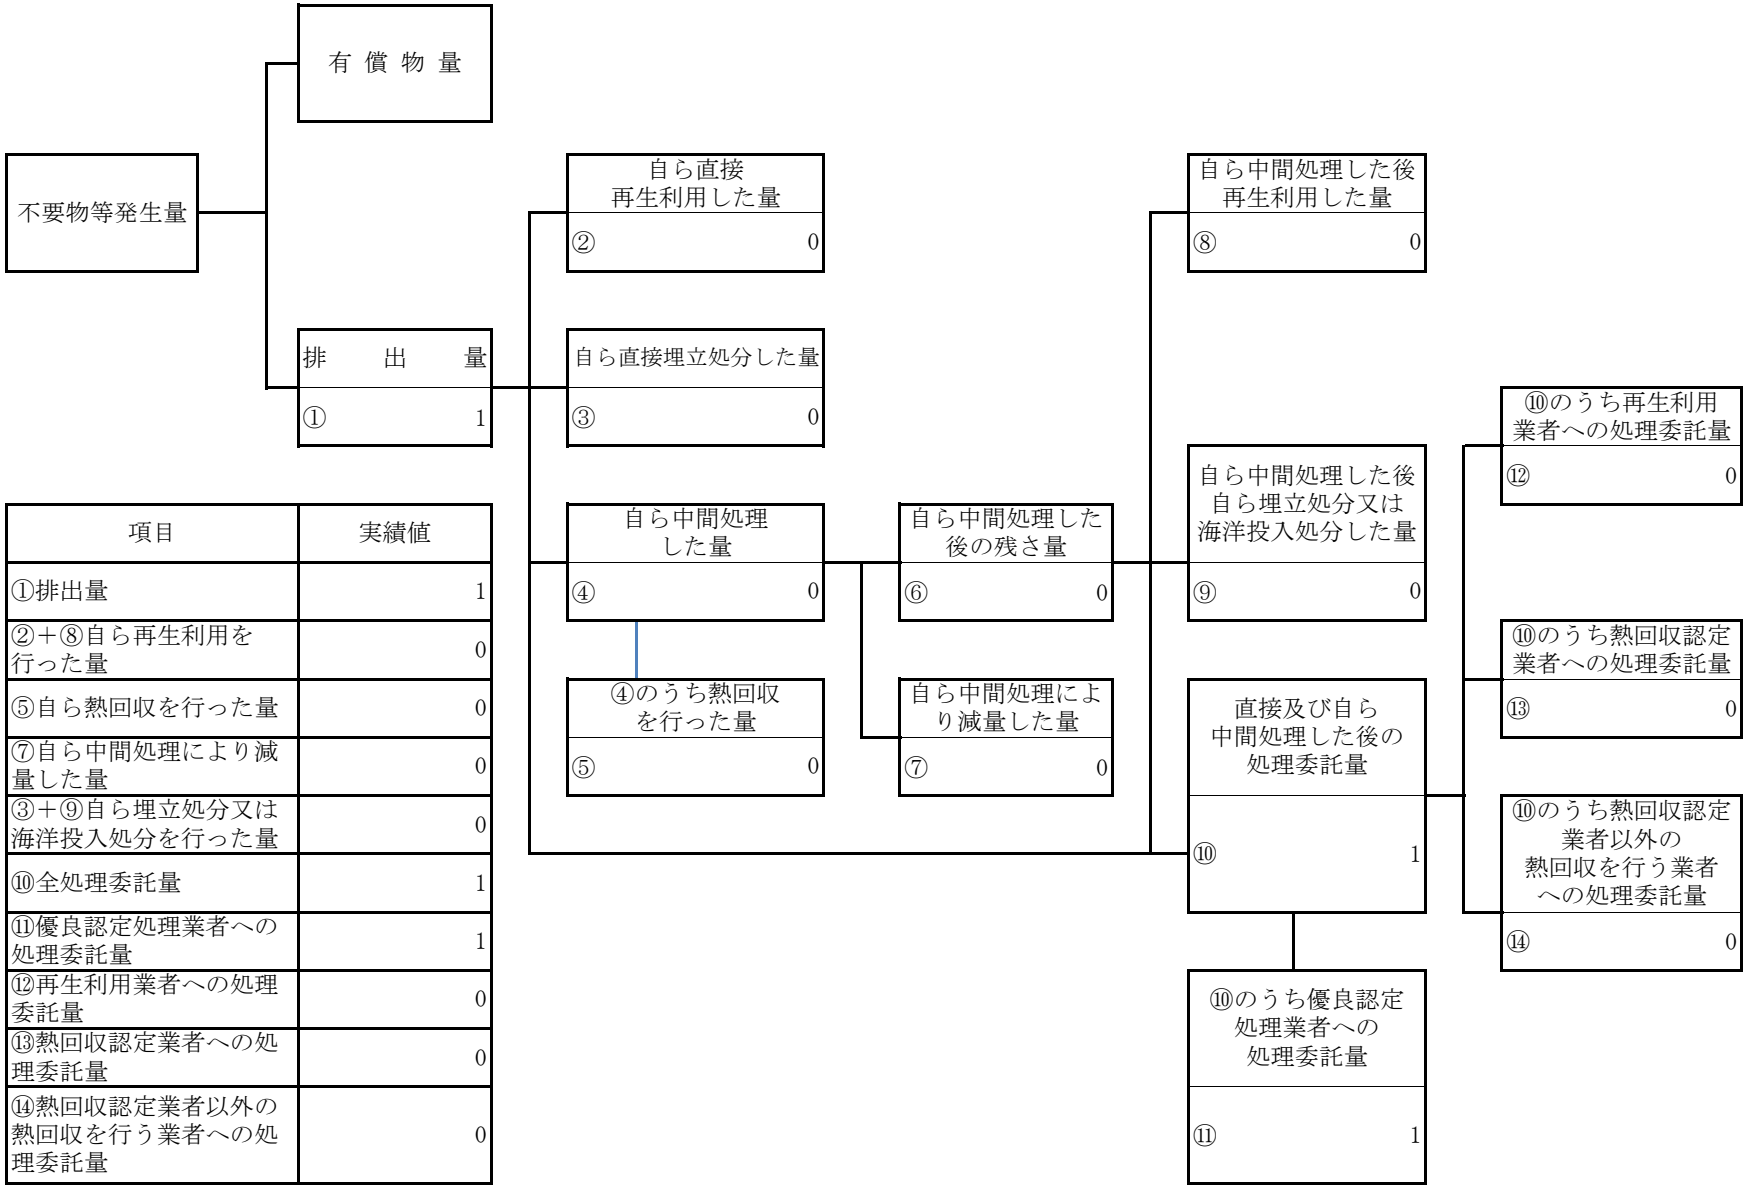 有 償 物 量
不要物等発生量
自ら直接
再生利用した量
② 0
自ら中間処理した後
再生利用した量
⑧ 0
排 出 量
① 1
自ら直接埋立処分した量
③ 0
自ら中間処理
した量
④ 0
自ら中間処理した
後の残さ量
⑥ 0
自ら中間処理した後
自ら埋立処分又は
海洋投入処分した量
⑨ 0
⑩のうち再生利用
業者への処理委託量
⑫ 0
④のうち熱回収
を行った量
⑤ 0
自ら中間処理によ
り減量した量
⑦ 0
直接及び自ら
中間処理した後の
処理委託量
⑩ 1
⑩のうち熱回収認定
業者への処理委託量
⑬ 0
⑩のうち熱回収認定
業者以外の
熱回収を行う業者
への処理委託量
⑭ 0
⑩のうち優良認定
処理業者への
処理委託量
⑪ 1
項目 実績値
①排出量 1
②＋⑧自ら再生利用を
行った量 0
⑤自ら熱回収を行った量 0
⑦自ら中間処理により減
量した量 0
③＋⑨自ら埋立処分又は
海洋投入処分を行った量 0
⑩全処理委託量 1
⑪優良認定処理業者への
処理委託量 1
⑫再生利用業者への処理
委託量 0
⑬熱回収認定業者への処
理委託量 0
⑭熱回収認定業者以外の
熱回収を行う業者への処
理委託量 0